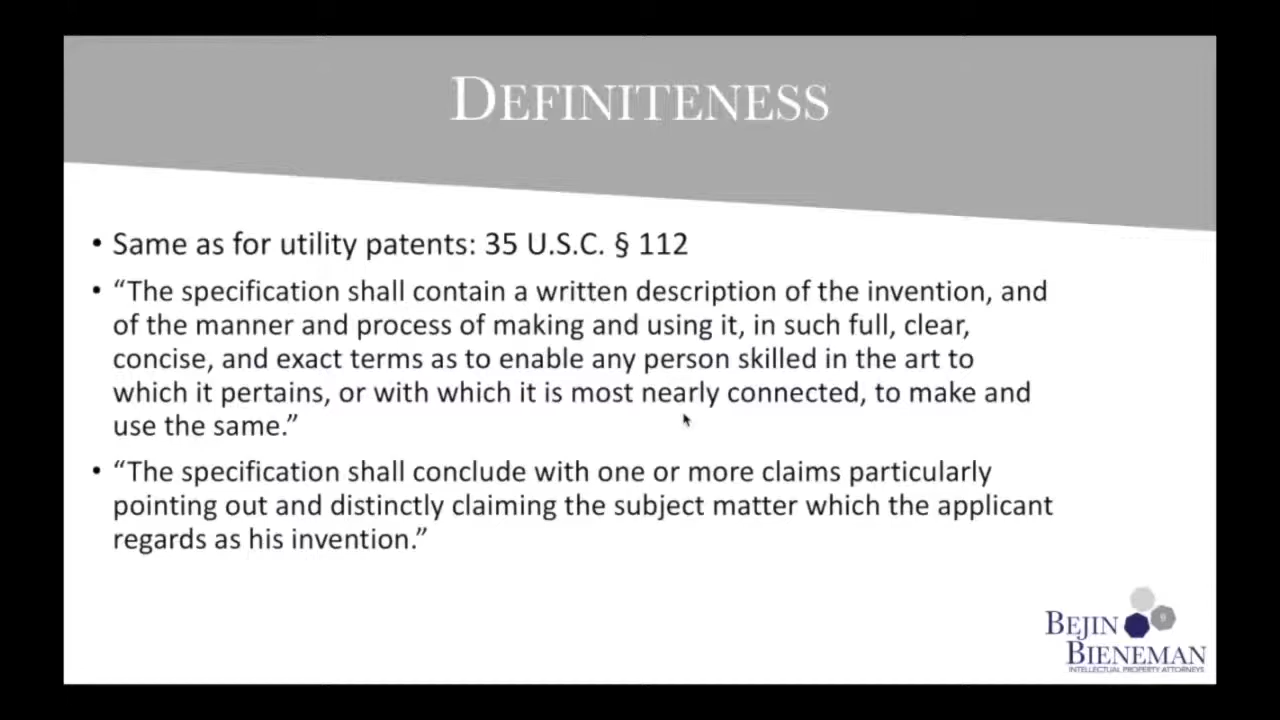 DEFINITENESS
• Same as for utility patents: 35 U.S.C. § 112
• “The specification shall contain a written description of the invention, and
of the manner and process of making and using it, in such full, clear,
concise, and exact terms as to enable any person skilled in the art to
which it pertains, or with which it is most nearly connected, to make and
use the same.”
• “The specification shall conclude with one or more claims particularly
pointing out and distinctly claiming the subject matter which the applicant
regards as his invention.”
9
BEJIN
BIENEMAN
INTELLECTUAL PROPERTY ATTORNEYS